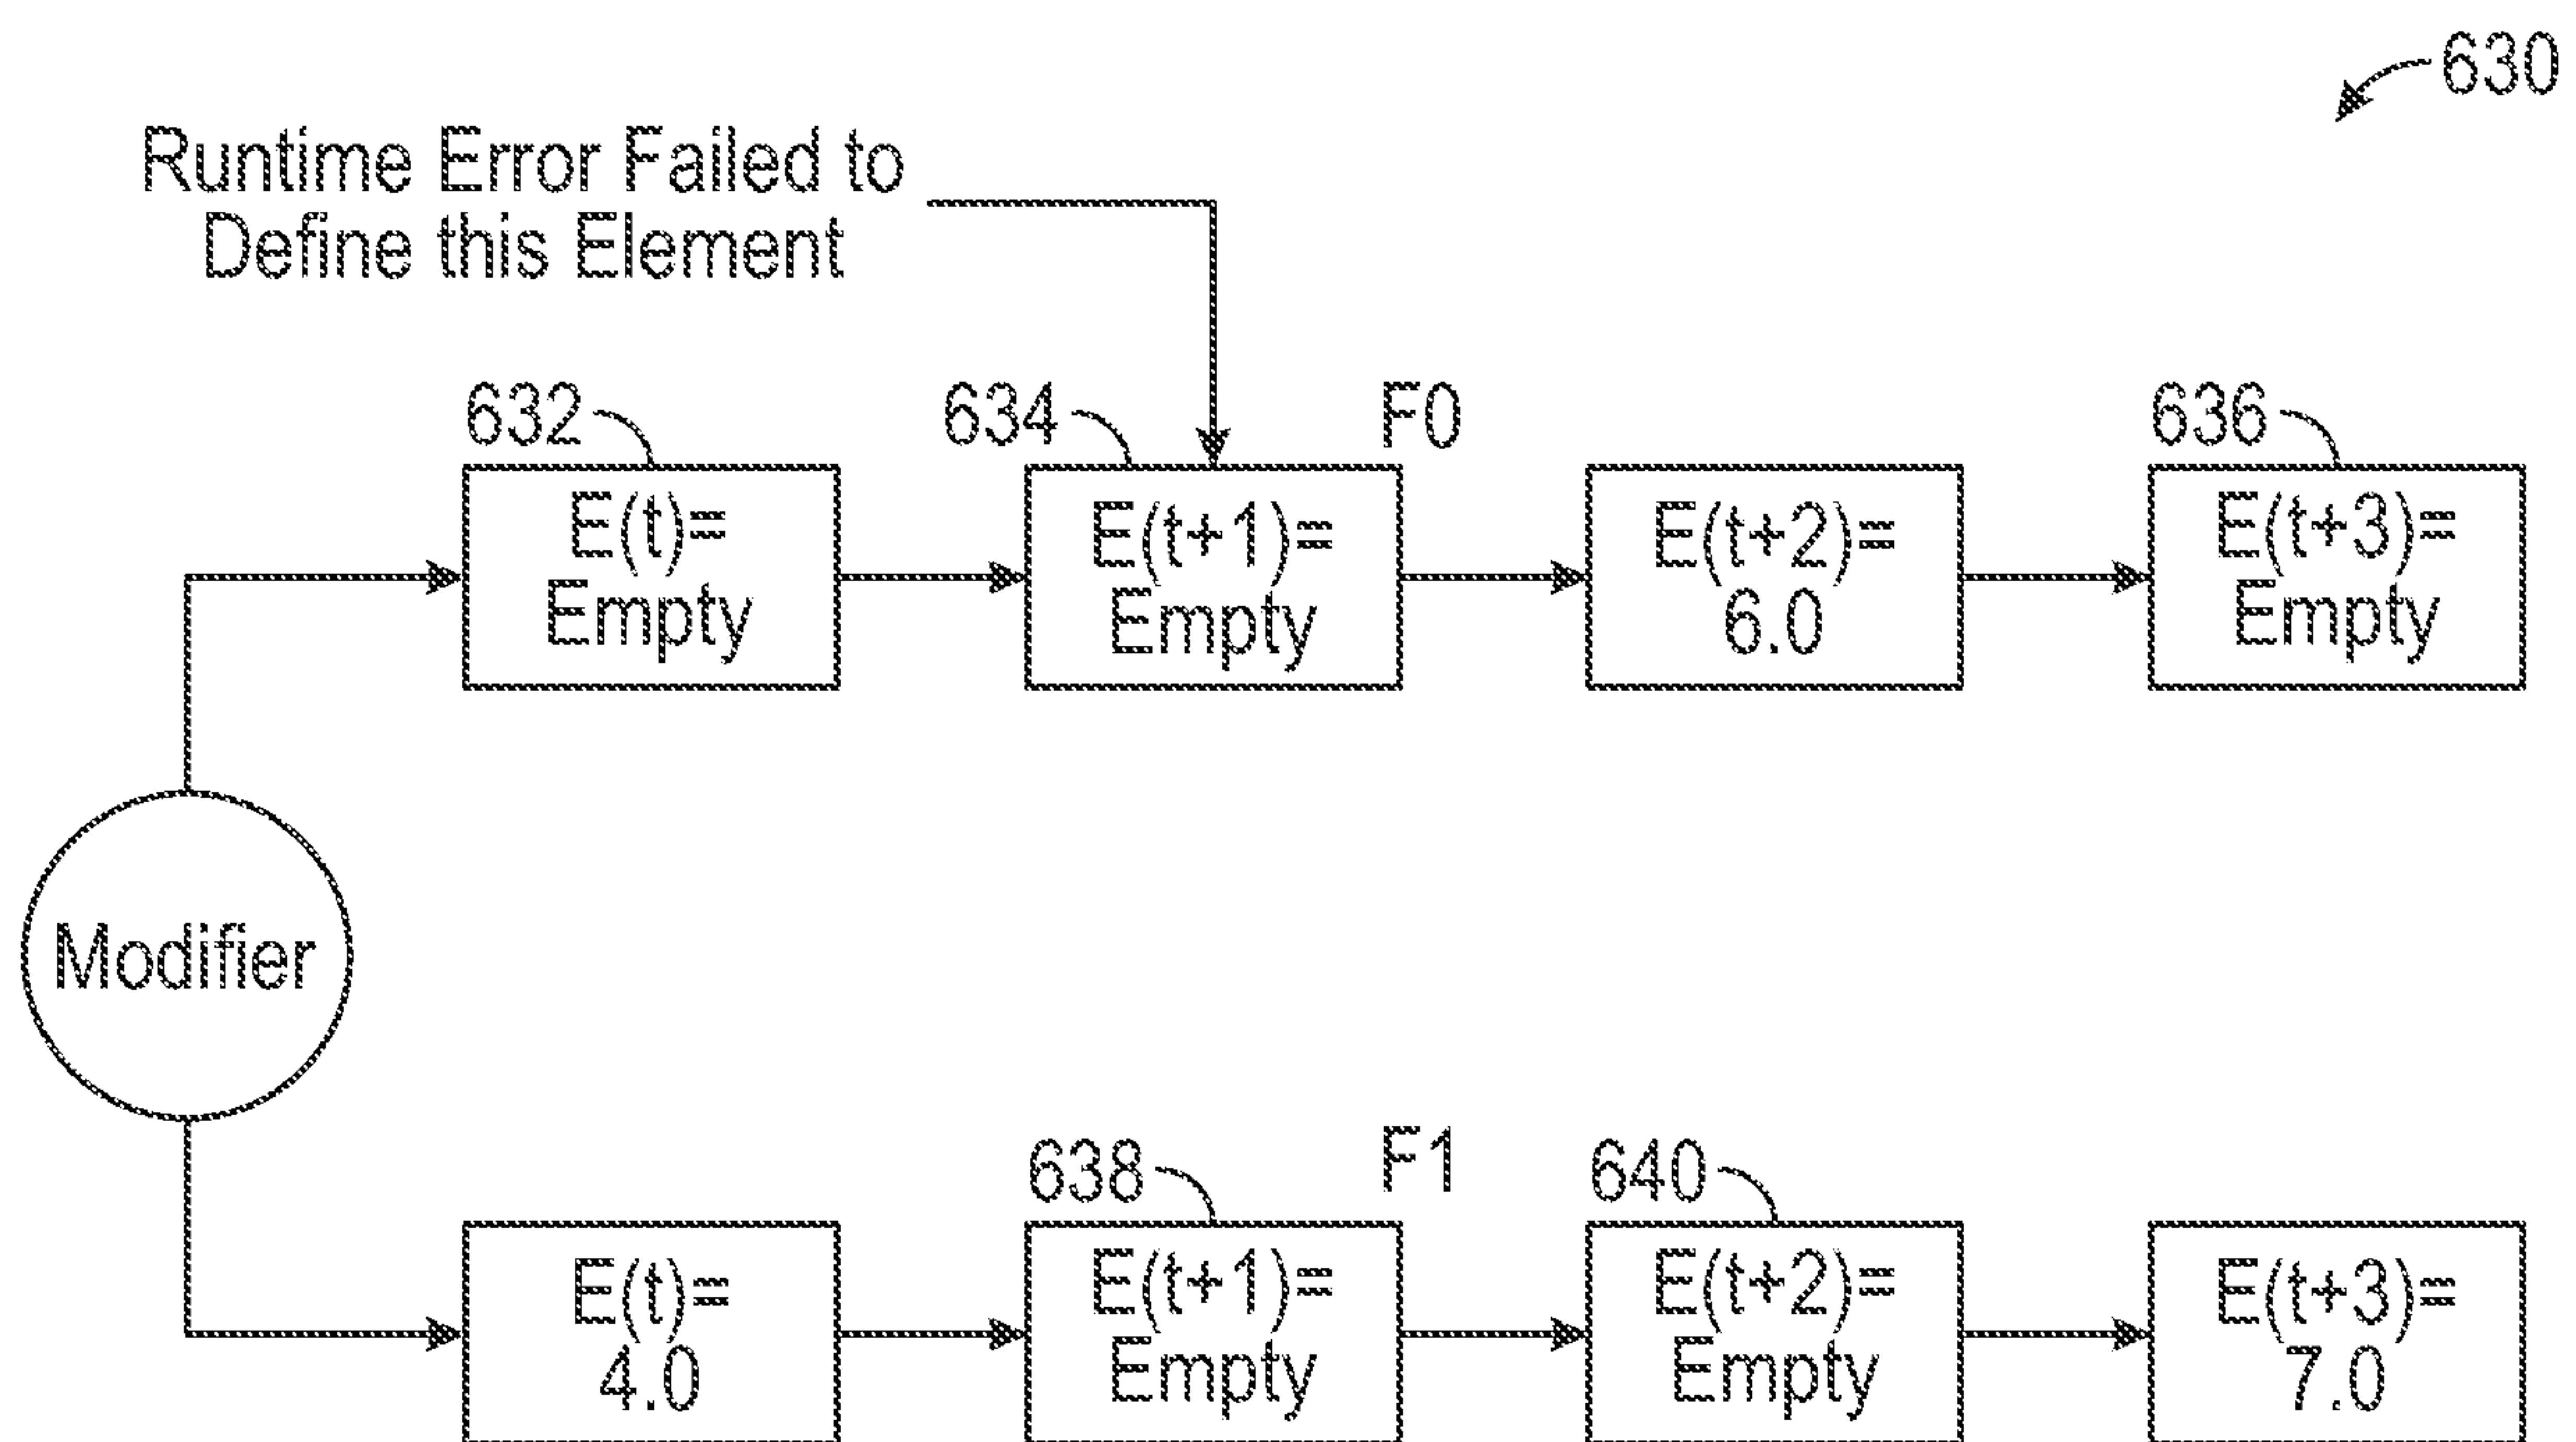 630
Runtime Error Failed to
Define this Element
632
634
F0
636
E(t)=
Empty
E(t+1)=
Empty
E(t+2)=
6.0
E(t+3)=
Empty
Modifier
638
F1
640
E(t)=
4.0
E(t+1)=
Empty
E(t+2)=
Empty
E(t+3)=
7.0